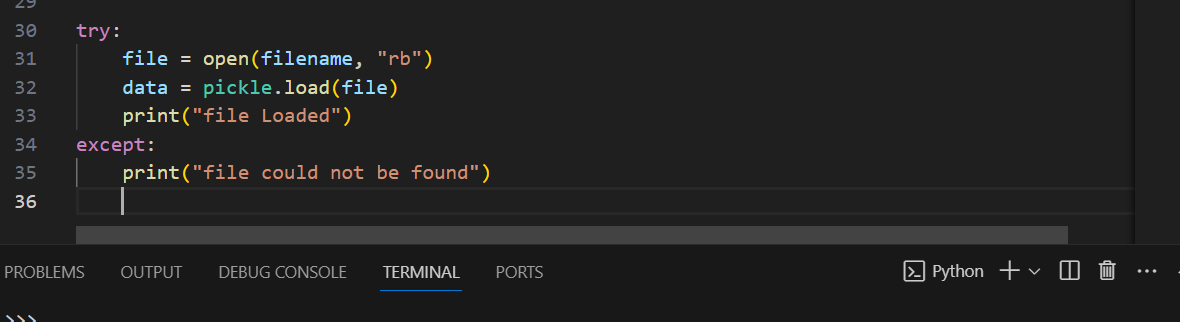 29
30 try:
31     file = open(filename, "rb")
32     data = pickle.load(file)
33     print("file Loaded")
34 except:
35     print("file could not be found")
36
PROBLEMS OUTPUT DEBUG CONSOLE TERMINAL PORTS Python
>>>